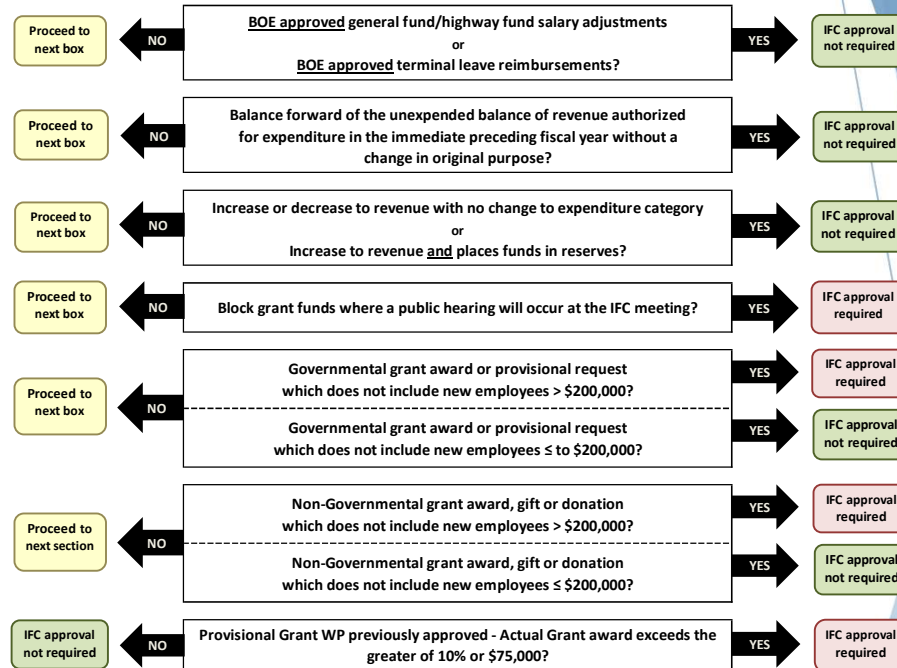 Proceed to
next box
NO
BOE approved general fund/highway fund salary adjustments
or
BOE approved terminal leave reimbursements?
YES
IFC approval
not required
Proceed to
next box
NO
Balance forward of the unexpended balance of revenue authorized
for expenditure in the immediate preceding fiscal year without a
change in original purpose?
YES
IFC approval
not required
Proceed to
next box
NO
Increase or decrease to revenue with no change to expenditure category
or
Increase to revenue and places funds in reserves?
YES
IFC approval
not required
Proceed to
next box
NO
Block grant funds where a public hearing will occur at the IFC meeting?
YES
IFC approval
required
Proceed to
next box
NO
Governmental grant award or provisional request
which does not include new employees > $200,000?
YES
IFC approval
required
Governmental grant award or provisional request
which does not include new employees ≤ to $200,000?
YES
IFC approval
not required
Proceed to
next section
NO
Non-Governmental grant award, gift or donation
which does not include new employees > $200,000?
YES
IFC approval
required
Non-Governmental grant award, gift or donation
which does not include new employees ≤ $200,000?
YES
IFC approval
not required
IFC approval
not required
NO
Provisional Grant WP previously approved - Actual Grant award exceeds the
greater of 10% or $75,000?
YES
IFC approval
required